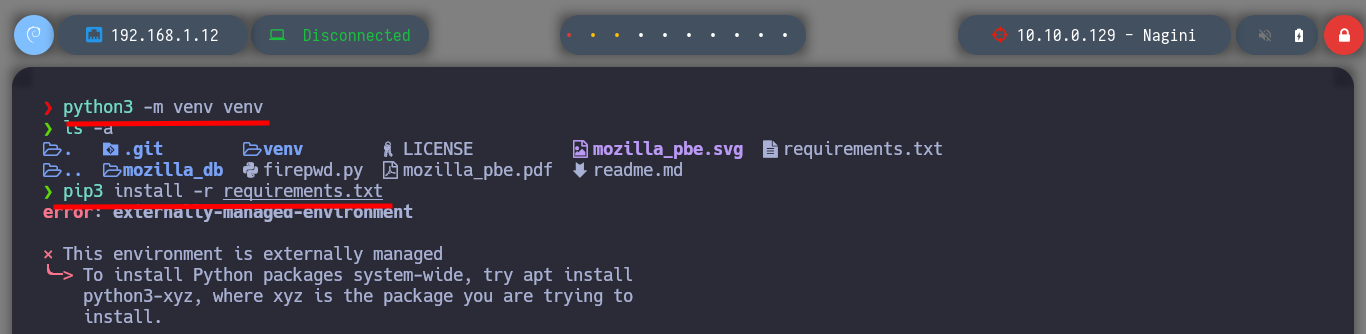 192.168.1.12 Disconnected 10.10.0.129 - Nagini
❯ python3 -m venv venv
❯ ls -a
. .git venv LICENSE mozilla_pbe.svg requirements.txt
.. mozilla_db firepwd.py mozilla_pbe.pdf readme.md
❯ pip3 install -r requirements.txt
error: externally-managed-environment
× This environment is externally managed
╰─> To install Python packages system-wide, try apt install
python3-xyz, where xyz is the package you are trying to
install.